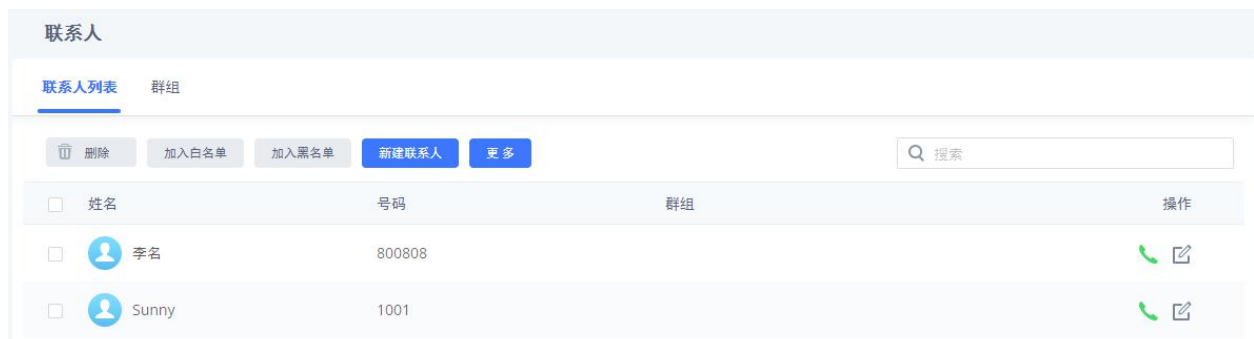 联系人
联系人列表 群组
删除 加入白名单 加入黑名单 新建联系人 更多 搜索
姓名 号码 群组 操作
李名 800808
Sunny 1001